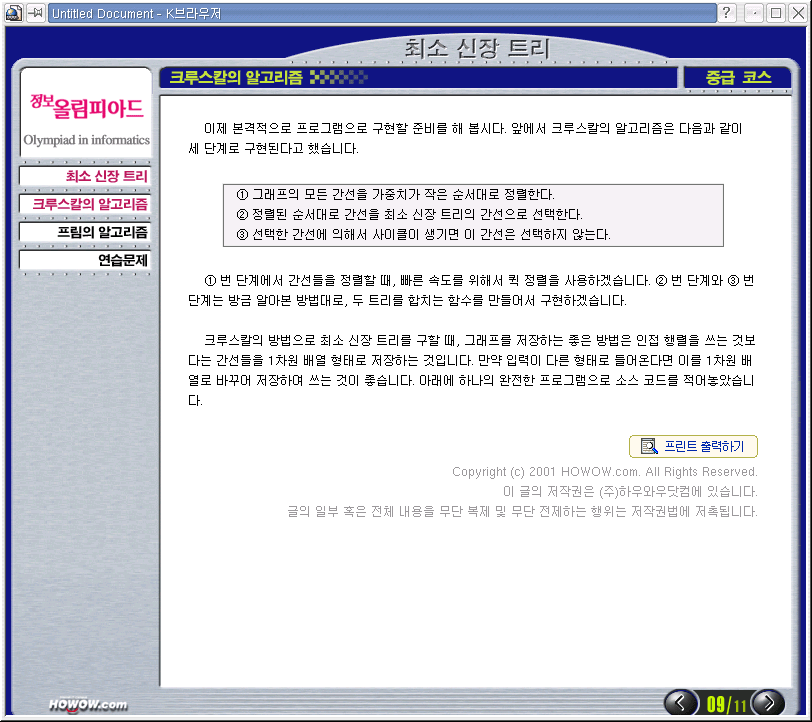 Untitled Document - K브라우저
최소 신장 트리
크루스칼의 알고리즘
중급 코스
정보올림피아드
Olympiad in informatics
최소 신장 트리
크루스칼의 알고리즘
프림의 알고리즘
연습문제
이제 본격적으로 프로그램으로 구현할 준비를 해 봅시다. 앞에서 크루스칼의 알고리즘은 다음과 같이
세 단계로 구현된다고 했습니다.
① 그래프의 모든 간선을 가중치가 작은 순서대로 정렬한다.
② 정렬된 순서대로 간선을 최소 신장 트리의 간선으로 선택한다.
③ 선택한 간선에 의해서 사이클이 생기면 이 간선은 선택하지 않는다.
① 번 단계에서 간선들을 정렬할 때, 빠른 속도를 위해서 퀵 정렬을 사용하겠습니다. ② 번 단계와 ③ 번
단계는 방금 알아본 방법대로, 두 트리를 합치는 함수를 만들어서 구현하겠습니다.
크루스칼의 방법으로 최소 신장 트리를 구할 때, 그래프를 저장하는 좋은 방법은 인접 행렬을 쓰는 것보
다는 간선들을 1차원 배열 형태로 저장하는 것입니다. 만약 입력이 다른 형태로 들어온다면 이를 1차원 배
열로 바꾸어 저장하여 쓰는 것이 좋습니다. 아래에 하나의 완전한 프로그램으로 소스 코드를 적어놓았습니
다.
프린트 출력하기
Copyright (c) 2001 HOWOW.com. All Rights Reserved.
이 글의 저작권은 (주)하우와우닷컴에 있습니다.
글의 일부 혹은 전체 내용을 무단 복제 및 무단 전제하는 행위는 저작권법에 저촉됩니다.
HOWOW.com
09/11